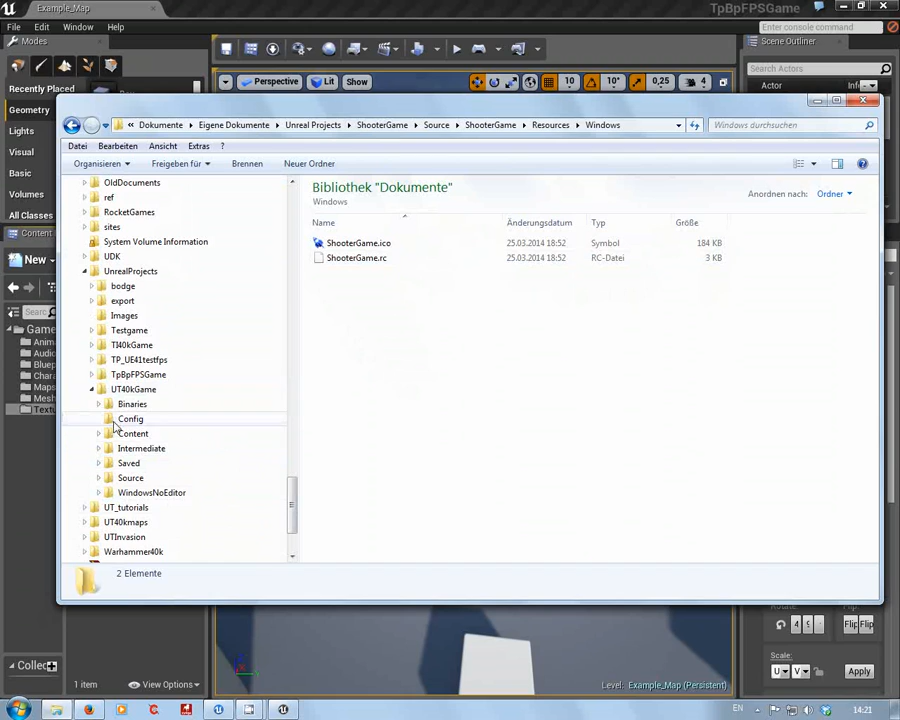 Example_Map
TpBpFPSGame
File Edit Window Help
Enter console command
Modes
Scene Outliner
Recently Placed
Perspective Lit Show
10 10° 0,25 4
Search Actors
Geometry
Actor
Dokumente Eigene Dokumente Unreal Projects ShooterGame Source ShooterGame Resources Windows
Windows durchsuchen
Lights
Datei Bearbeiten Ansicht Extras ?
Visual
Organisieren Freigeben für Brennen Neuer Ordner
Basic
Volumes
All Classes
OldDocuments
ref
RocketGames
sites
System Volume Information
UDK
UnrealProjects
bodge
export
Images
Testgame
TI40kGame
TP_UE41testfps
TpBpFPSGame
UT40kGame
Binaries
Config
Content
Intermediate
Saved
Source
WindowsNoEditor
UT_tutorials
UT40kmaps
UTInvasion
Warhammer40k
Bibliothek "Dokumente"
Windows
Anordnen nach: Ordner
Name Änderungsdatum Typ Größe
ShooterGame.ico 25.03.2014 18:52 Symbol 184 KB
ShooterGame.rc 25.03.2014 18:52 RC-Datei 3 KB
Content
New
Game
Maps
2 Elemente
Rotate:
Scale:
U V Apply
1 item View Options
Level: Example_Map (Persistent)
EN 14:21